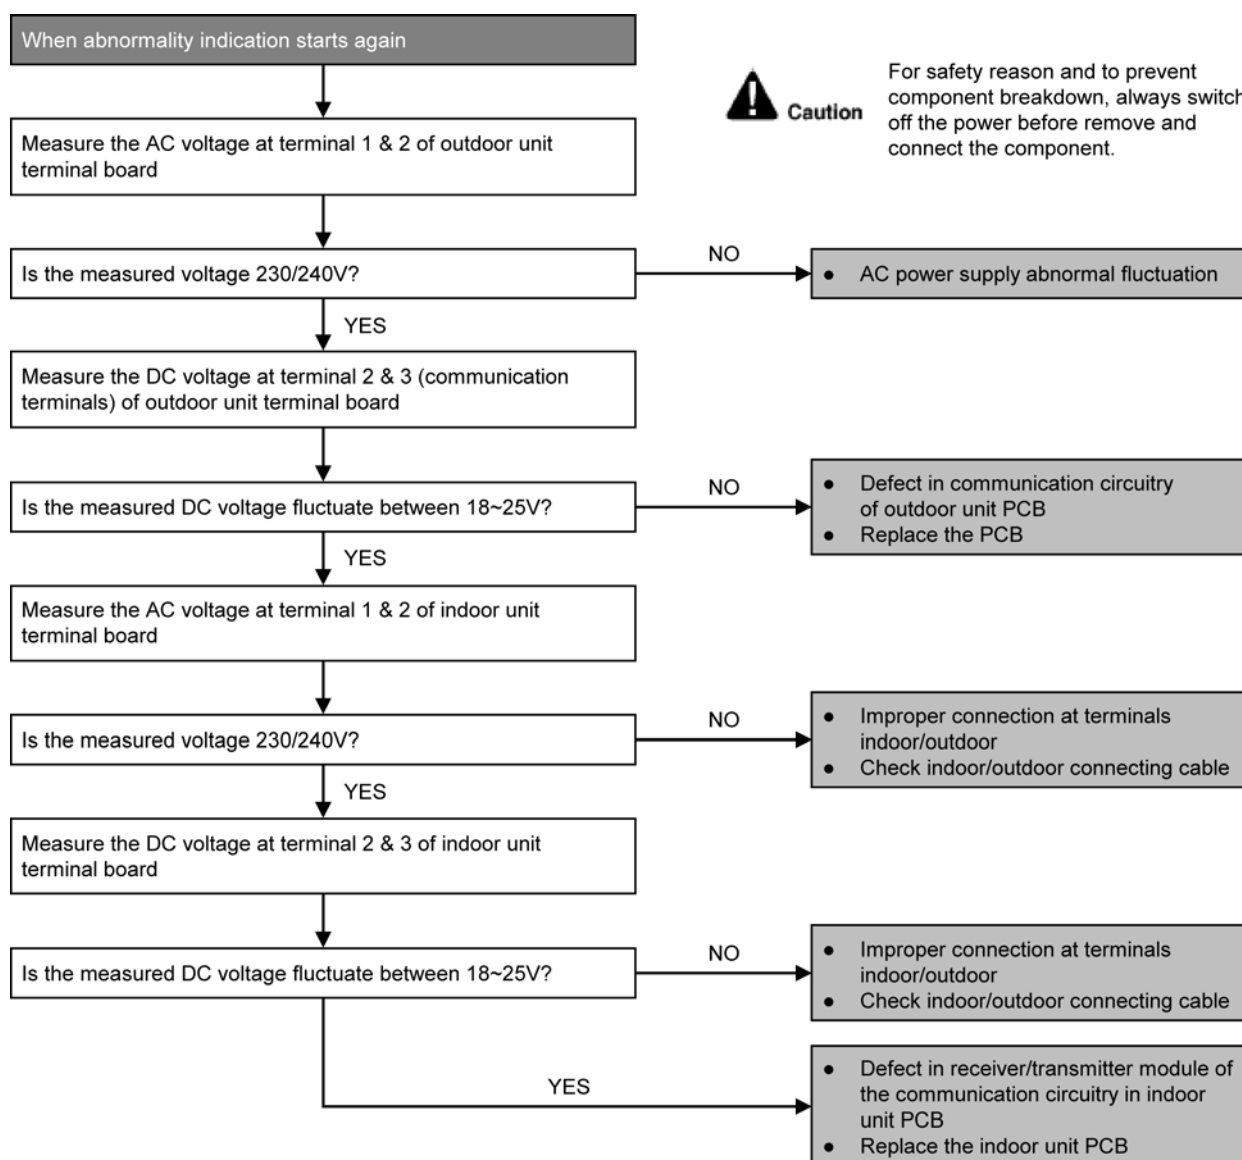 When abnormality indication starts again
For safety reason and to prevent
component breakdown, always switch
off the power before remove and
connect the component.
Caution
Measure the AC voltage at terminal 1 & 2 of outdoor unit
terminal board
Is the measured voltage 230/240V?
NO
● AC power supply abnormal fluctuation
YES
Measure the DC voltage at terminal 2 & 3 (communication
terminals) of outdoor unit terminal board
Is the measured DC voltage fluctuate between 18~25V?
NO
● Defect in communication circuitry
of outdoor unit PCB
● Replace the PCB
YES
Measure the AC voltage at terminal 1 & 2 of indoor unit
terminal board
Is the measured voltage 230/240V?
NO
● Improper connection at terminals
indoor/outdoor
● Check indoor/outdoor connecting cable
YES
Measure the DC voltage at terminal 2 & 3 of indoor unit
terminal board
Is the measured DC voltage fluctuate between 18~25V?
NO
● Improper connection at terminals
indoor/outdoor
● Check indoor/outdoor connecting cable
YES
● Defect in receiver/transmitter module of
the communication circuitry in indoor
unit PCB
● Replace the indoor unit PCB